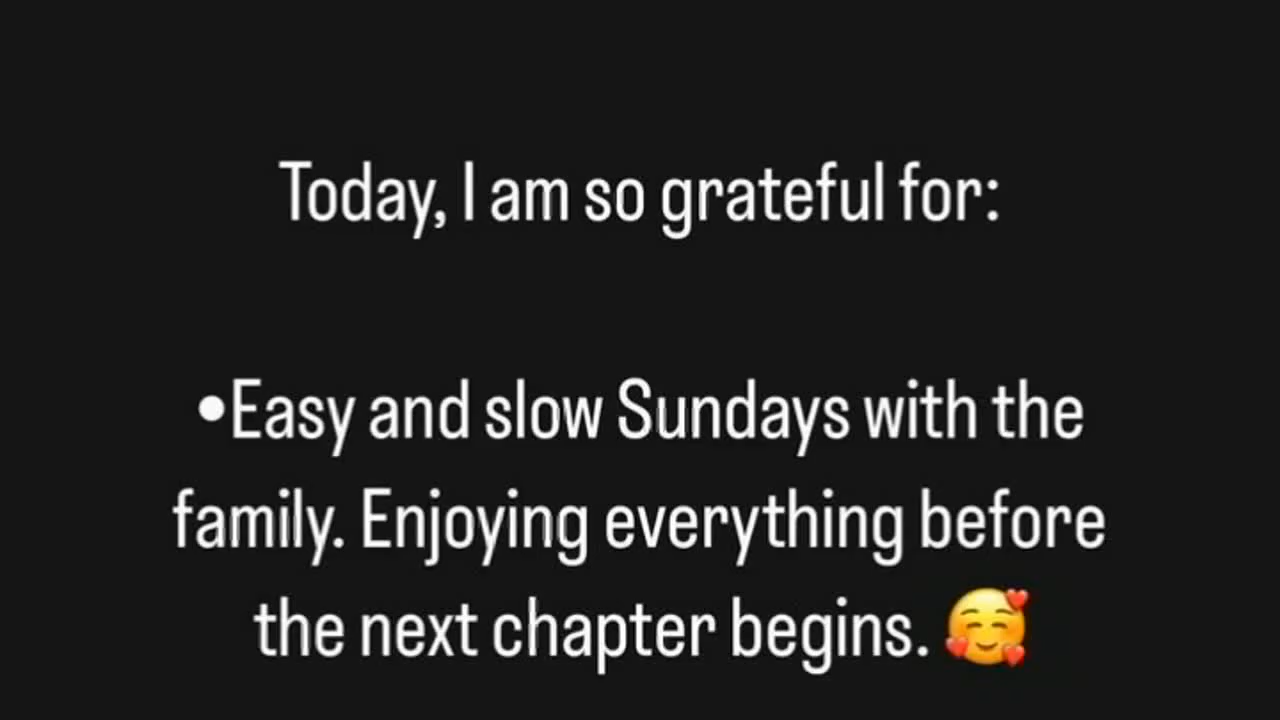 Today, I am so grateful for:
•Easy and slow Sundays with the
family. Enjoying everything before
the next chapter begins. 🥰